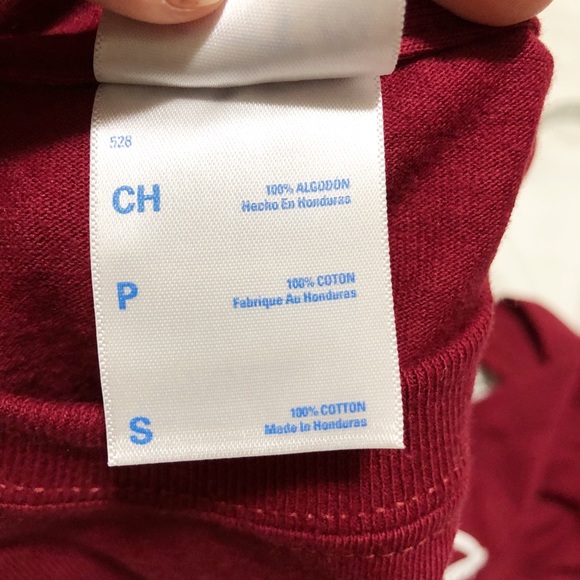 528
CH
100% ALGODON
Hecho En Honduras
P
100% COTON
Fabrique Au Honduras
S
100% COTTON
Made In Honduras